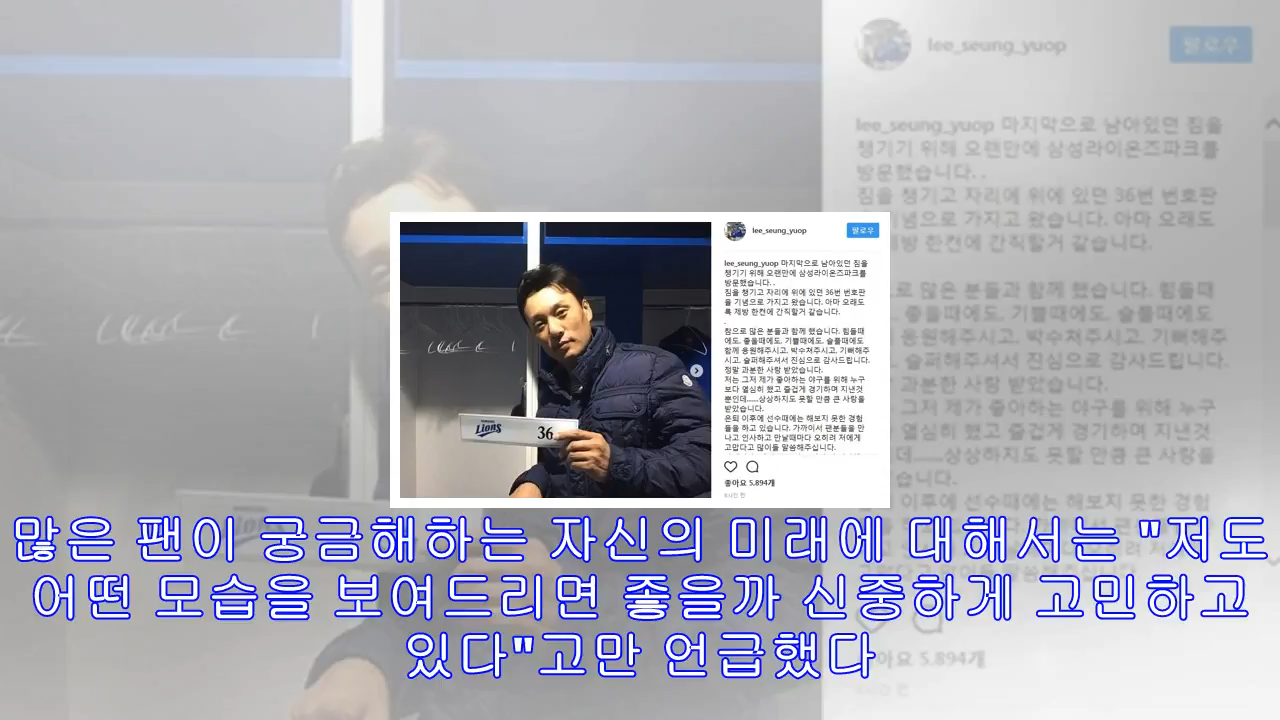 lee_seung_yuop
팔로우
lee_seung_yuop 마지막으로 남아있던 짐을
챙기기 위해 오랜만에 삼성라이온즈파크를
방문했습니다. .
짐을 챙기고 자리에 위에 있던 36번 번호판
을 기념으로 가지고 왔습니다. 아마 오래도
록 제방 한켠에 간직할거 같습니다.
.
참으로 많은 분들과 함께 했습니다. 힘들때
에도, 좋을때에도, 기쁠때에도, 슬플때에도
함께 응원해주시고, 박수쳐주시고, 기뻐해주
시고, 슬퍼해주셔서 진심으로 감사드립니다.
정말 과분한 사랑 받았습니다.
저는 그저 제가 좋아하는 야구를 위해 누구
보다 열심히 했고 즐겁게 경기하며 지낸것
뿐인데......상상하지도 못할 만큼 큰 사랑을
받았습니다.
은퇴 이후에 선수때에는 해보지 못한 경험
들을 하고 있습니다. 가까이서 팬분들을 만
나고 인사하고 만날때마다 오히려 저에게
고맙다고 많이들 말씀해주십니다.
좋아요 5.894개
LIONS
36
많은 팬이 궁금해하는 자신의 미래에 대해서는 "저도
어떤 모습을 보여드리면 좋을까 신중하게 고민하고
있다"고만 언급했다